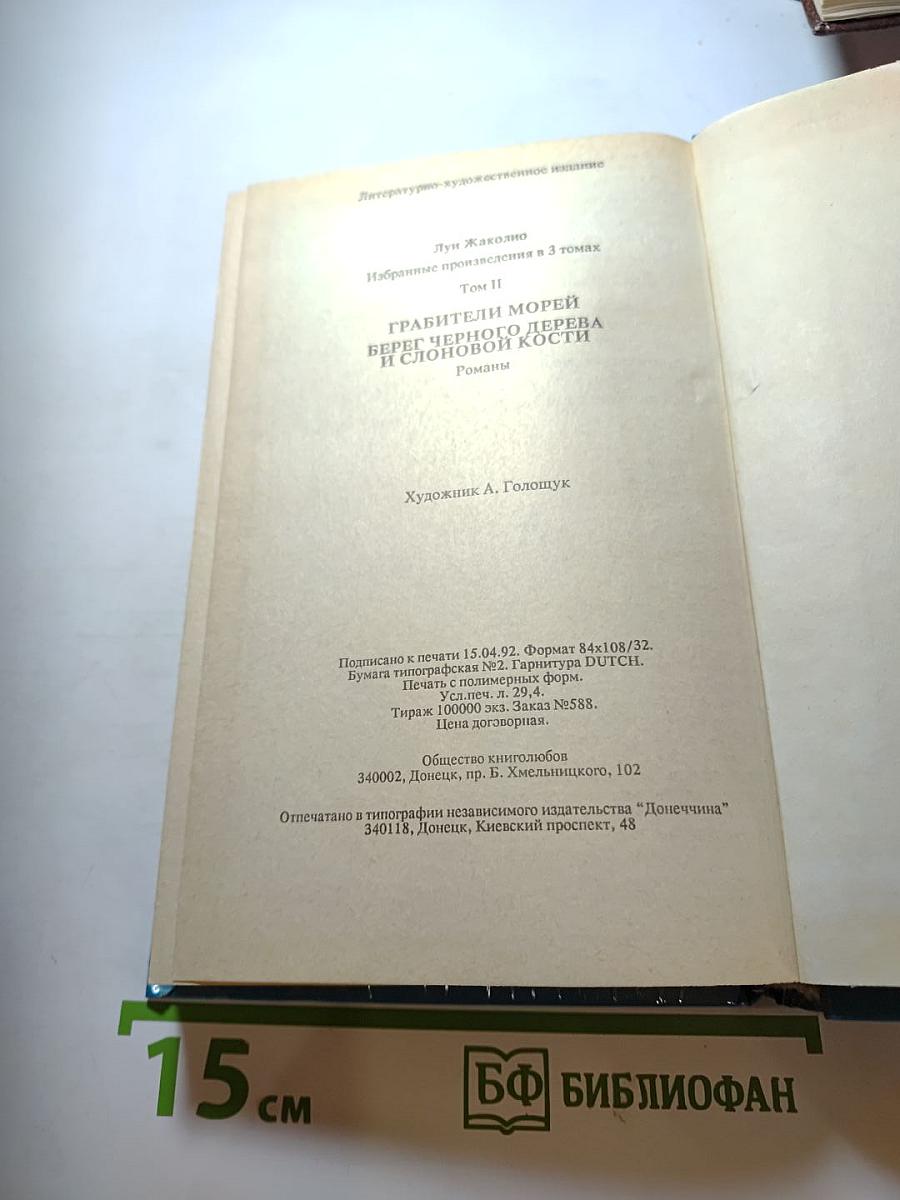 Литературно-художественное издание
Луи Жаколио
Избранные произведения в 3 томах
Том II
ГРАБИТЕЛИ МОРЕЙ
БЕРЕГ ЧЕРНОГО ДЕРЕВА
И СЛОНОВОЙ КОСТИ
Романы
Художник А. Голощук
Подписано к печати 15.04.92. Формат 84х108/32.
Бумага типографская №2. Гарнитура DUTCH.
Печать с полимерных форм.
Усл.печ. л. 29,4.
Тираж 100000 экз. Заказ №588.
Цена договорная.
Общество книголюбов
340002, Донецк, пр. Б. Хмельницкого, 102
Отпечатано в типографии независимого издательства "Донеччина"
340118, Донецк, Киевский проспект, 48
15 см
БФ БИБЛИОФАН